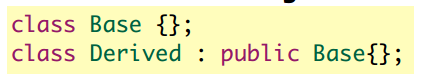 class Base {};
class Derived : public Base{};